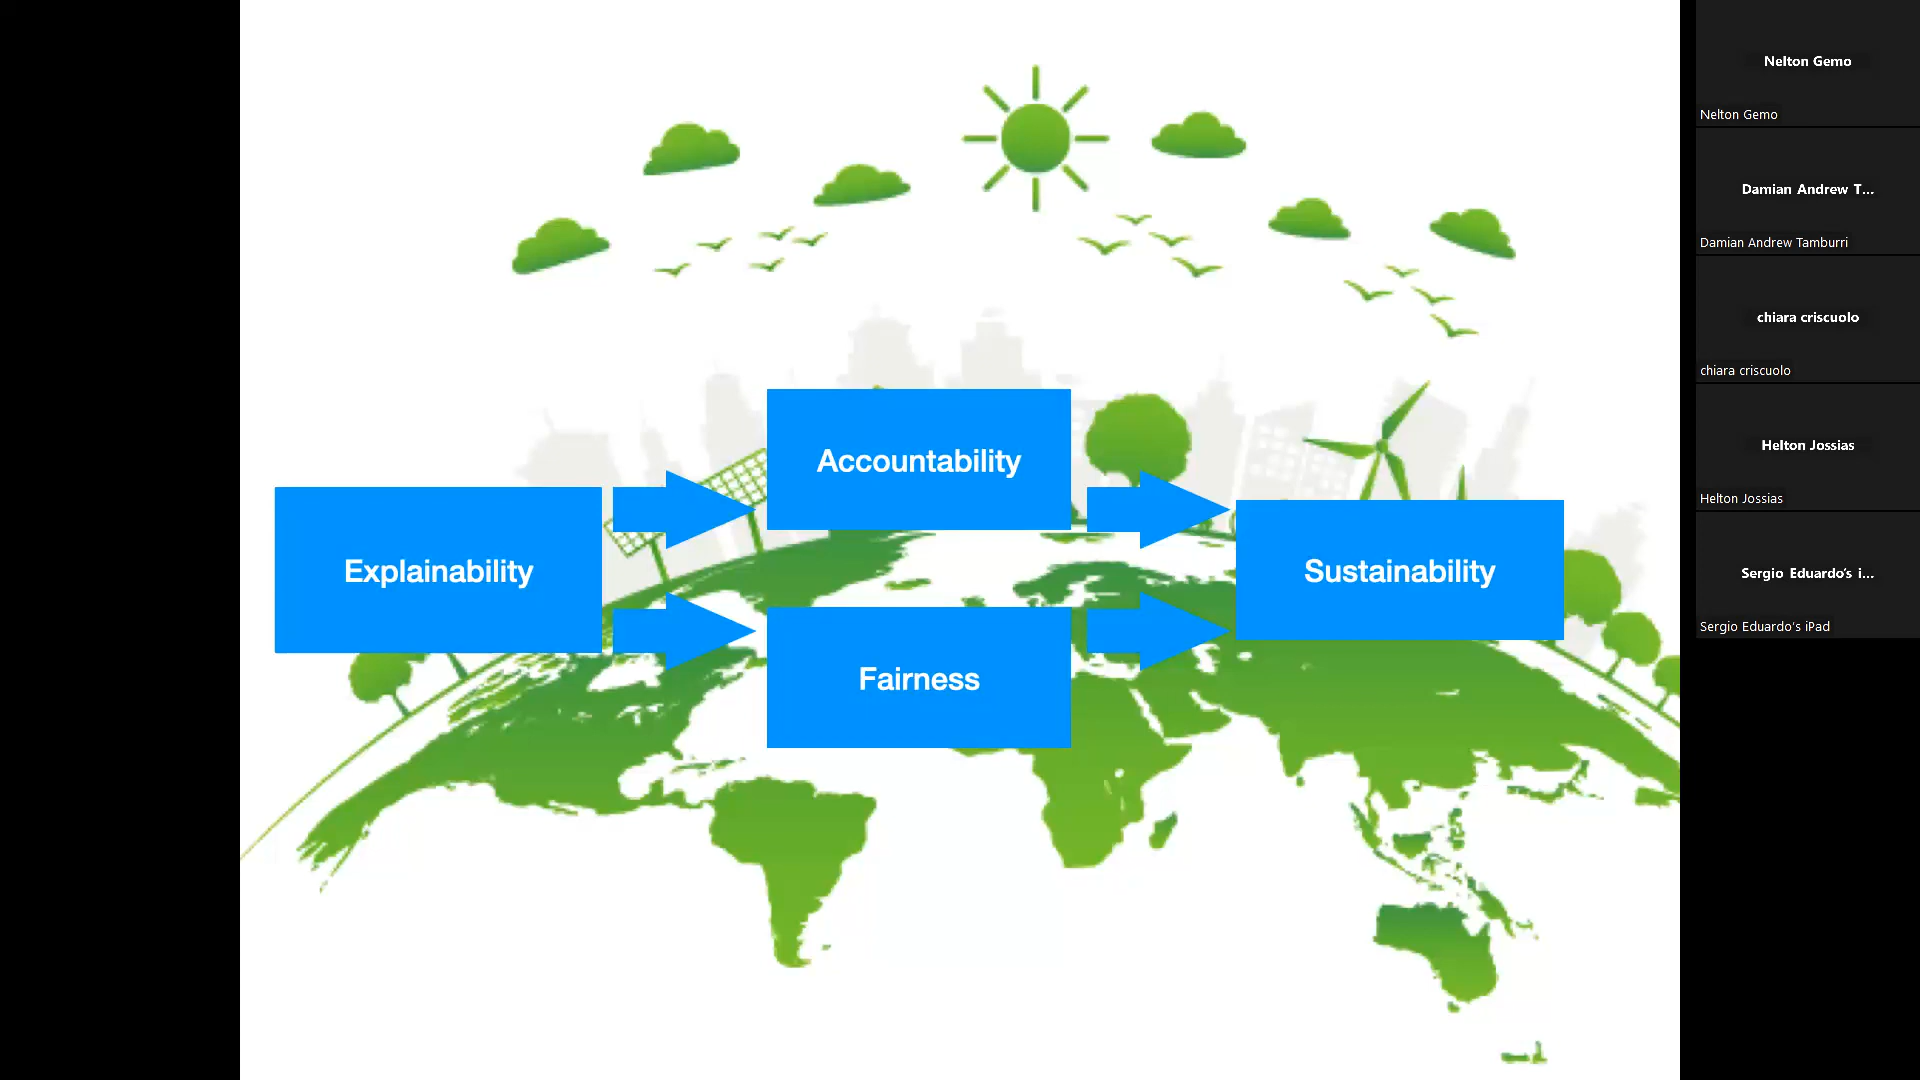 Accountability
Explainability
Sustainability
Fairness
Nelton Gemo
Nelton Gemo
Damian Andrew T...
Damian Andrew Tamburri
chiara criscuolo
chiara criscuolo
Helton Jossias
Helton Jossias
Sergio Eduardo's i...
Sergio Eduardo's iPad